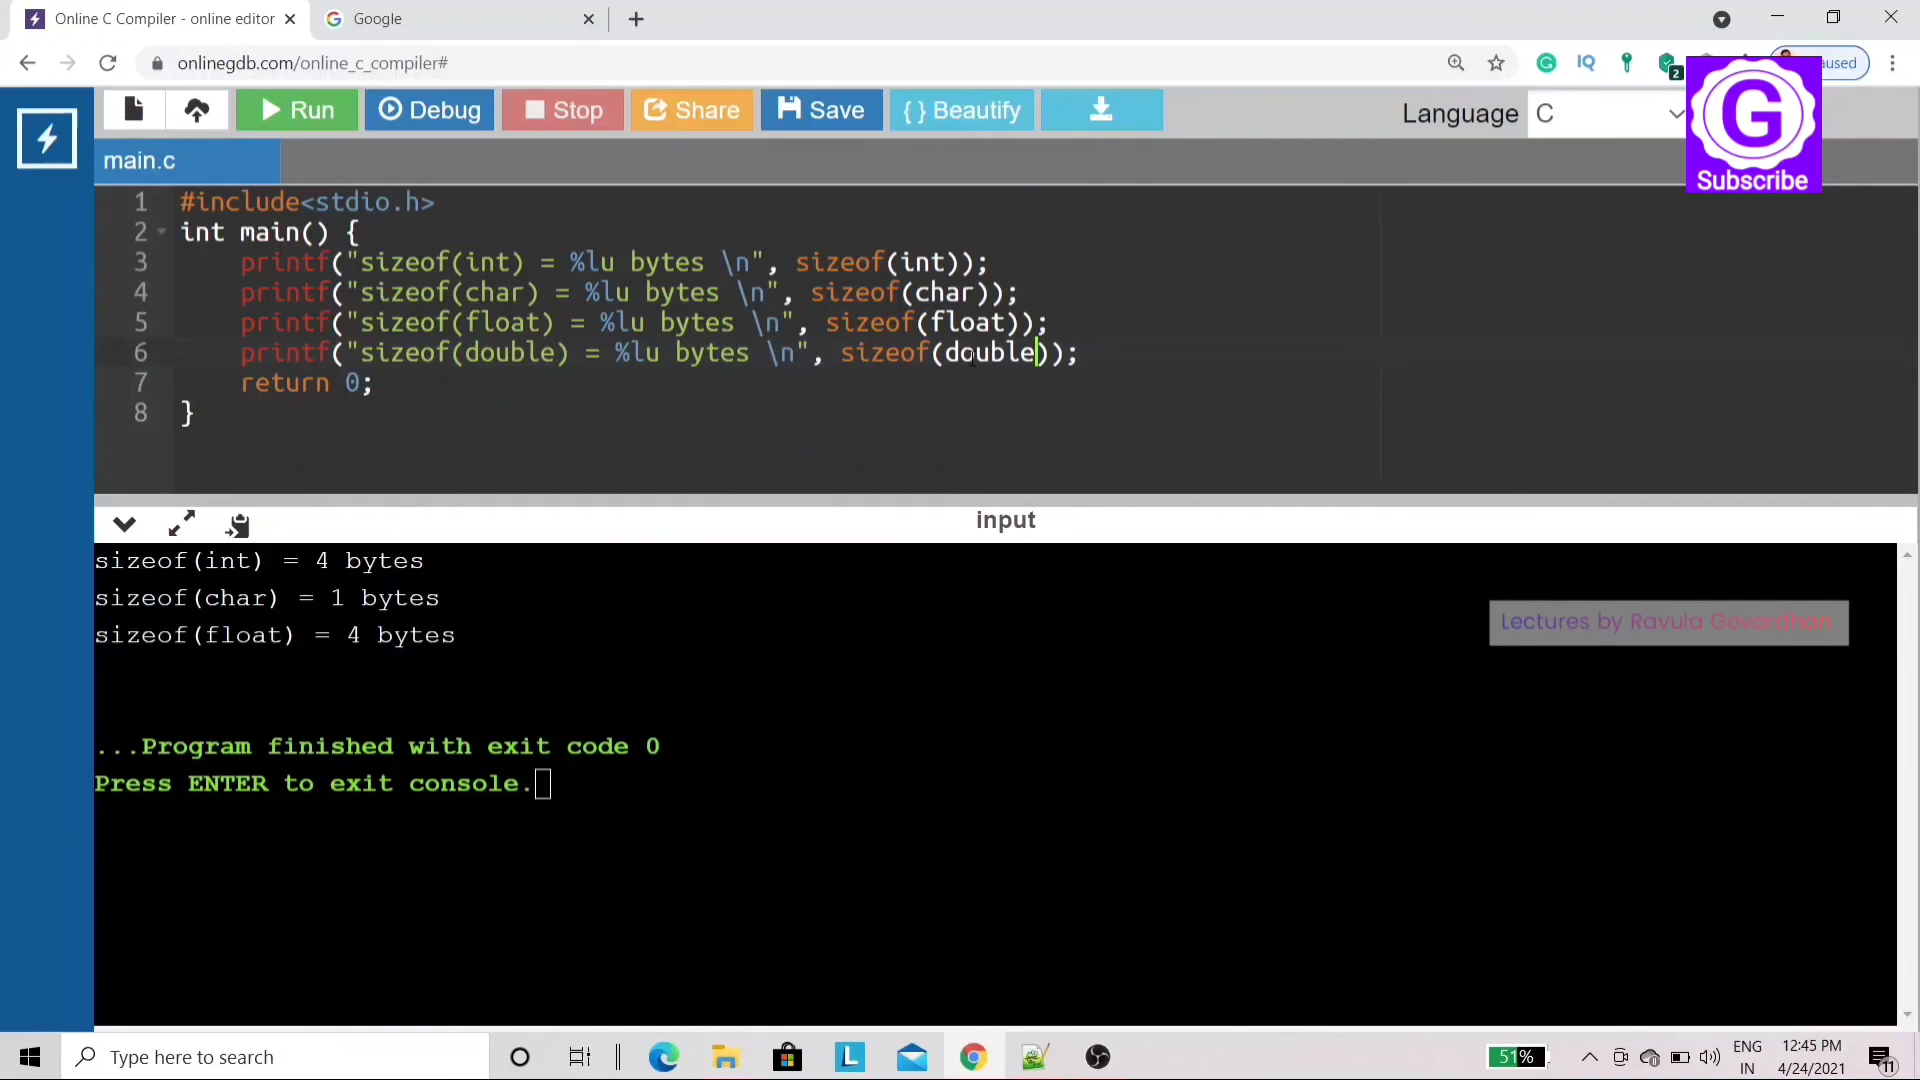 Online C Compiler - online editor
Google
onlinegdb.com/online_c_compiler#
IQ
2
aused
Run
Debug
Stop
Share
Save
{ } Beautify
Language
C
G
Subscribe
main.c
1 #include<stdio.h>
2 int main() {
3 printf("sizeof(int) = %lu bytes \n", sizeof(int));
4 printf("sizeof(char) = %lu bytes \n", sizeof(char));
5 printf("sizeof(float) = %lu bytes \n", sizeof(float));
6 printf("sizeof(double) = %lu bytes \n", sizeof(double));
7 return 0;
8 }
input
sizeof(int) = 4 bytes
sizeof(char) = 1 bytes
sizeof(float) = 4 bytes
Lectures by Ravula Govardhan
...Program finished with exit code 0
Press ENTER to exit console.
Type here to search
L
51%
ENG
IN
12:45 PM
4/24/2021
11